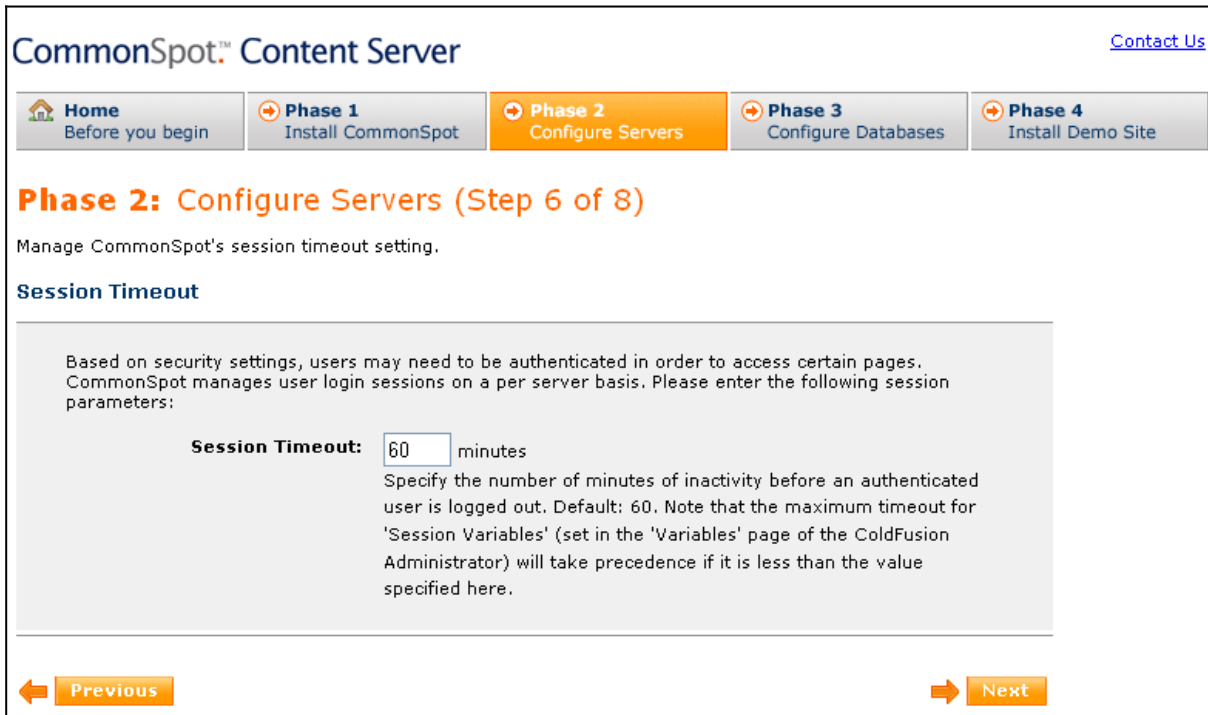 CommonSpot.™ Content Server
Contact Us
Home
Before you begin
Phase 1
Install CommonSpot
Phase 2
Configure Servers
Phase 3
Configure Databases
Phase 4
Install Demo Site
Phase 2: Configure Servers (Step 6 of 8)
Manage CommonSpot's session timeout setting.
Session Timeout
Based on security settings, users may need to be authenticated in order to access certain pages.
CommonSpot manages user login sessions on a per server basis. Please enter the following session
parameters:
Session Timeout: 60 minutes
Specify the number of minutes of inactivity before an authenticated
user is logged out. Default: 60. Note that the maximum timeout for
'Session Variables' (set in the 'Variables' page of the ColdFusion
Administrator) will take precedence if it is less than the value
specified here.
Previous
Next